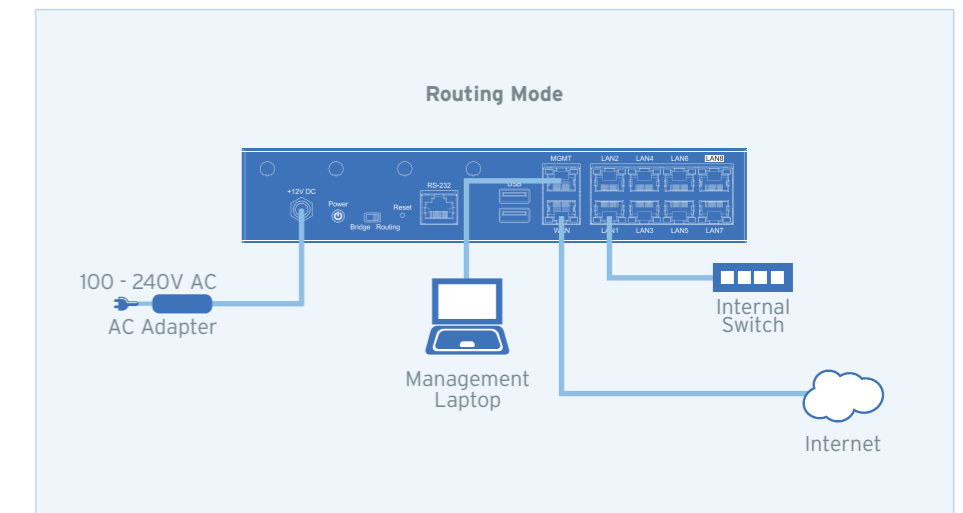 Routing Mode
MGMT
LAN2
LAN4
LAN6
LAN8
+12V DC
Power
Reset
RS-232
USB
Bridge
Routing
WAN
LAN1
LAN3
LAN5
LAN7
100 - 240V AC
AC Adapter
Management
Laptop
Internal
Switch
Internet